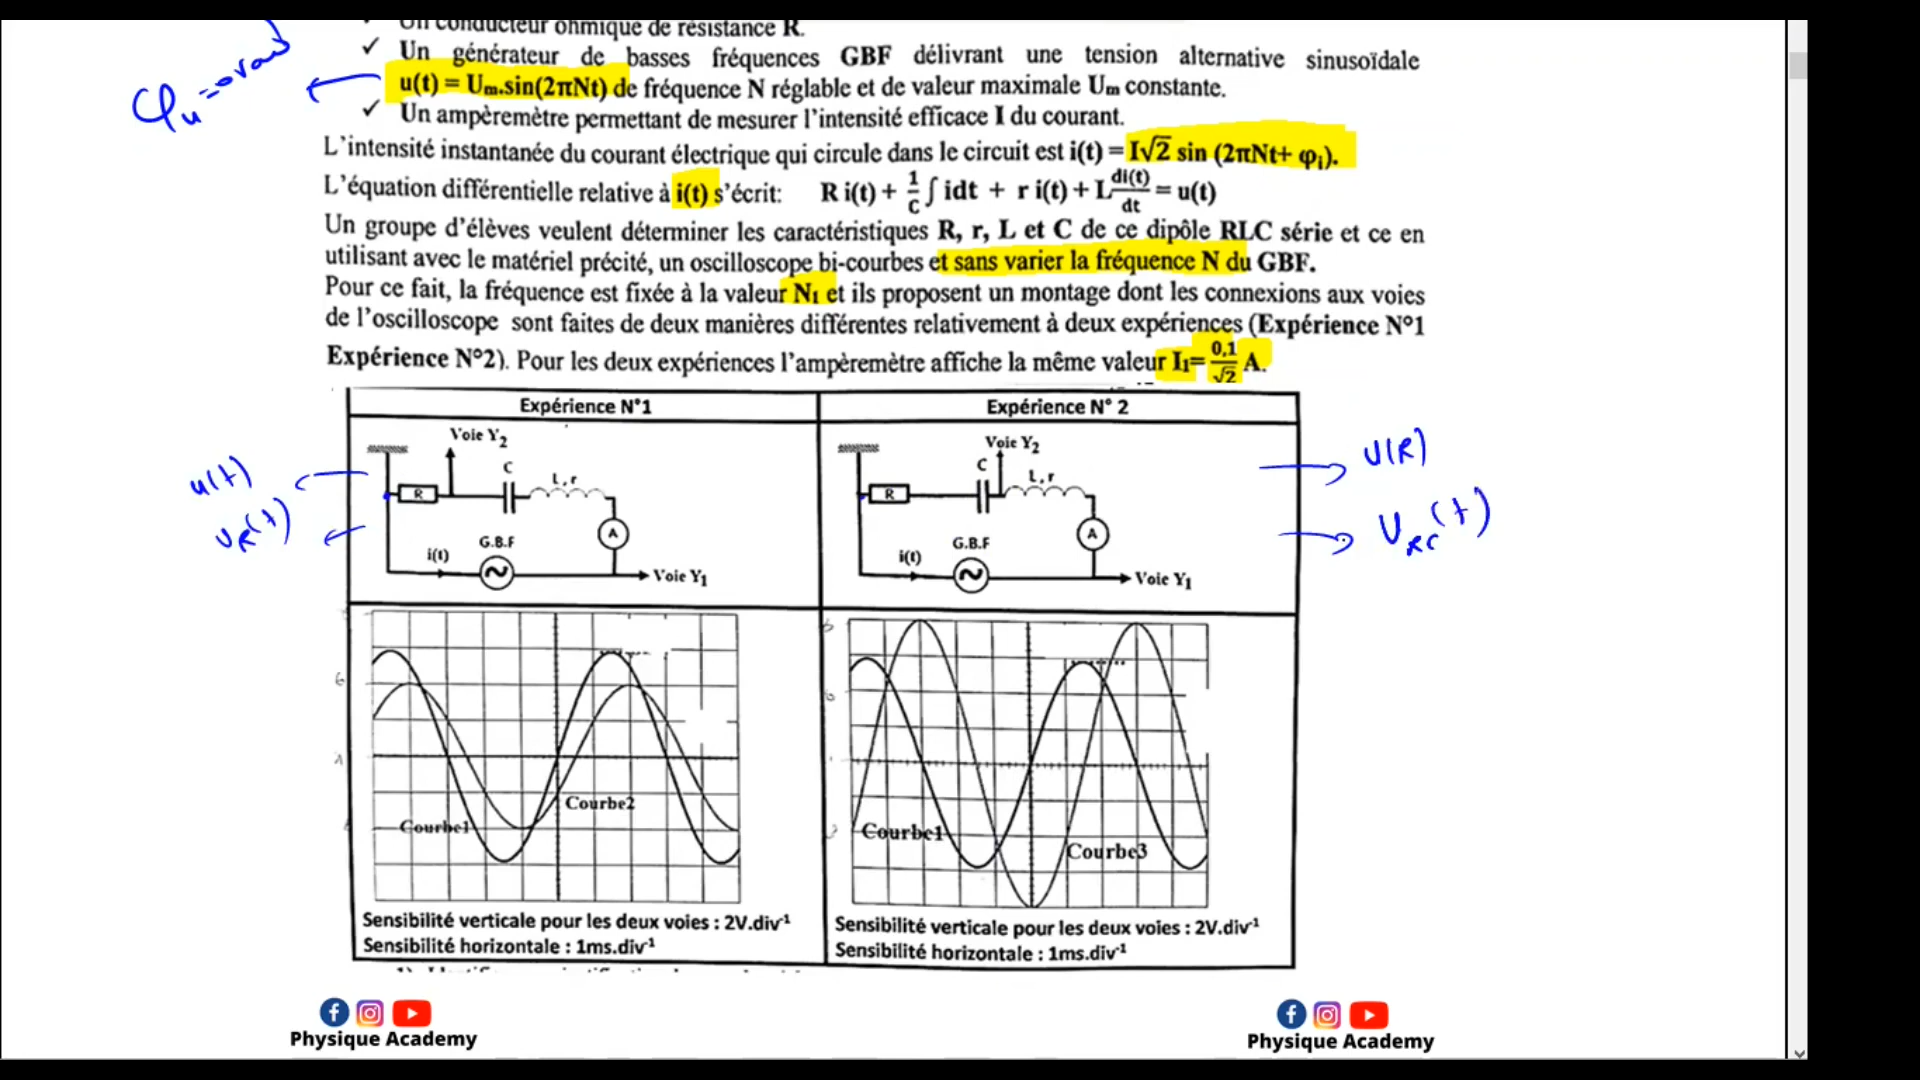 Un conducteur ohmique de résistance R.
✓ Un générateur de basses fréquences GBF délivrant une tension alternative sinusoïdale
u(t) = Um.sin(2πNt) de fréquence N réglable et de valeur maximale Um constante.
φu = 0 rad
✓ Un ampèremètre permettant de mesurer l'intensité efficace I du courant.
L'intensité instantanée du courant électrique qui circule dans le circuit est i(t) = I√2 sin (2πNt+ φi).
L'équation différentielle relative à i(t) s'écrit: R i(t) + 1/C ∫ idt + r i(t) + L di(t)/dt = u(t)
Un groupe d'élèves veulent déterminer les caractéristiques R, r, L et C de ce dipôle RLC série et ce en
utilisant avec le matériel précité, un oscilloscope bi-courbes et sans varier la fréquence N du GBF.
Pour ce fait, la fréquence est fixée à la valeur N1 et ils proposent un montage dont les connexions aux voies
de l'oscilloscope sont faites de deux manières différentes relativement à deux expériences (Expérience N°1
Expérience N°2). Pour les deux expériences l'ampèremètre affiche la même valeur I1= 0,1/√2 A.
Expérience N°1
Expérience N° 2
Voie Y2
C
L, r
R
A
G.B.F
i(t)
Voie Y1
u(t)
uR(t)
Voie Y2
C
L, r
R
A
G.B.F
i(t)
Voie Y1
U(R)
URC(t)
Courbe2
Courbe1
Courbe1
Courbe3
Sensibilité verticale pour les deux voies : 2V.div-1
Sensibilité horizontale : 1ms.div-1
Sensibilité verticale pour les deux voies : 2V.div-1
Sensibilité horizontale : 1ms.div-1
Physique Academy
Physique Academy